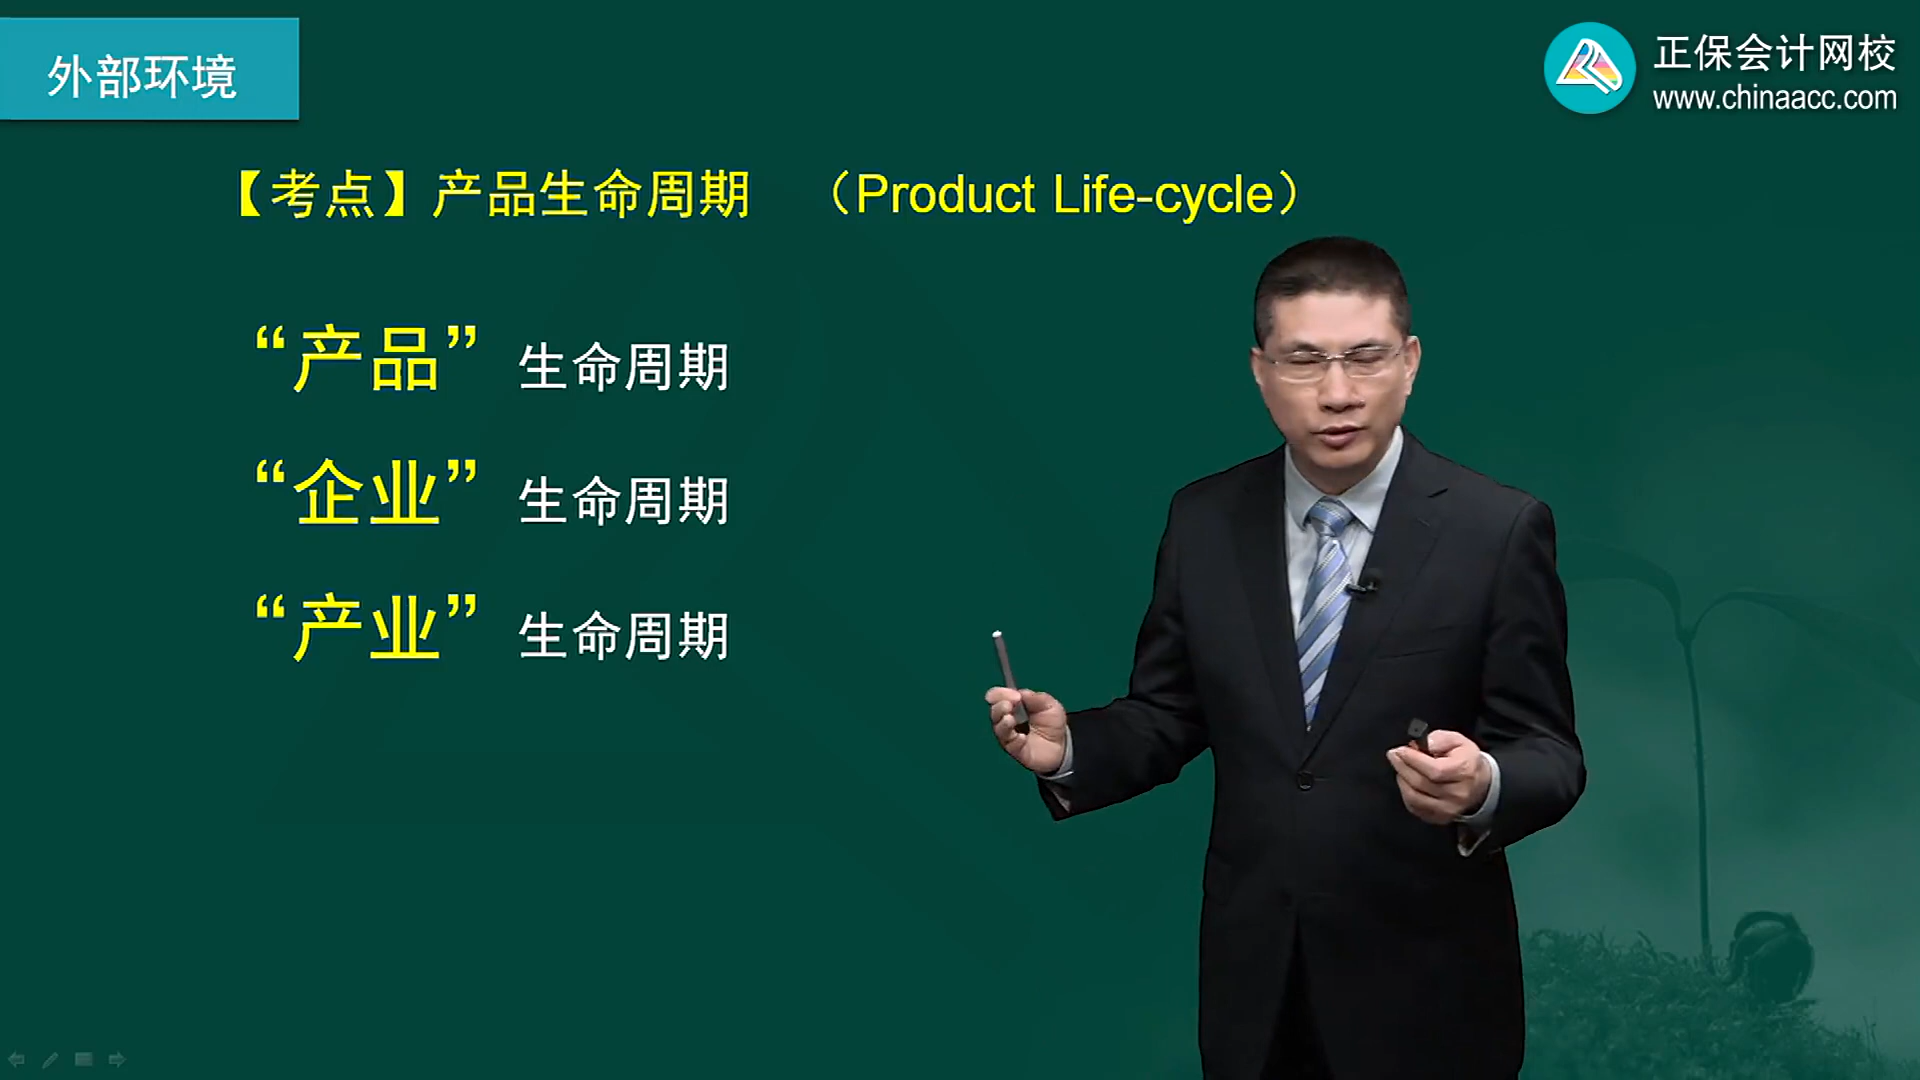 外部环境
正保会计网校
www.chinaacc.com
【考点】产品生命周期 （Product Life-cycle）
“产品” 生命周期
“企业” 生命周期
“产业” 生命周期